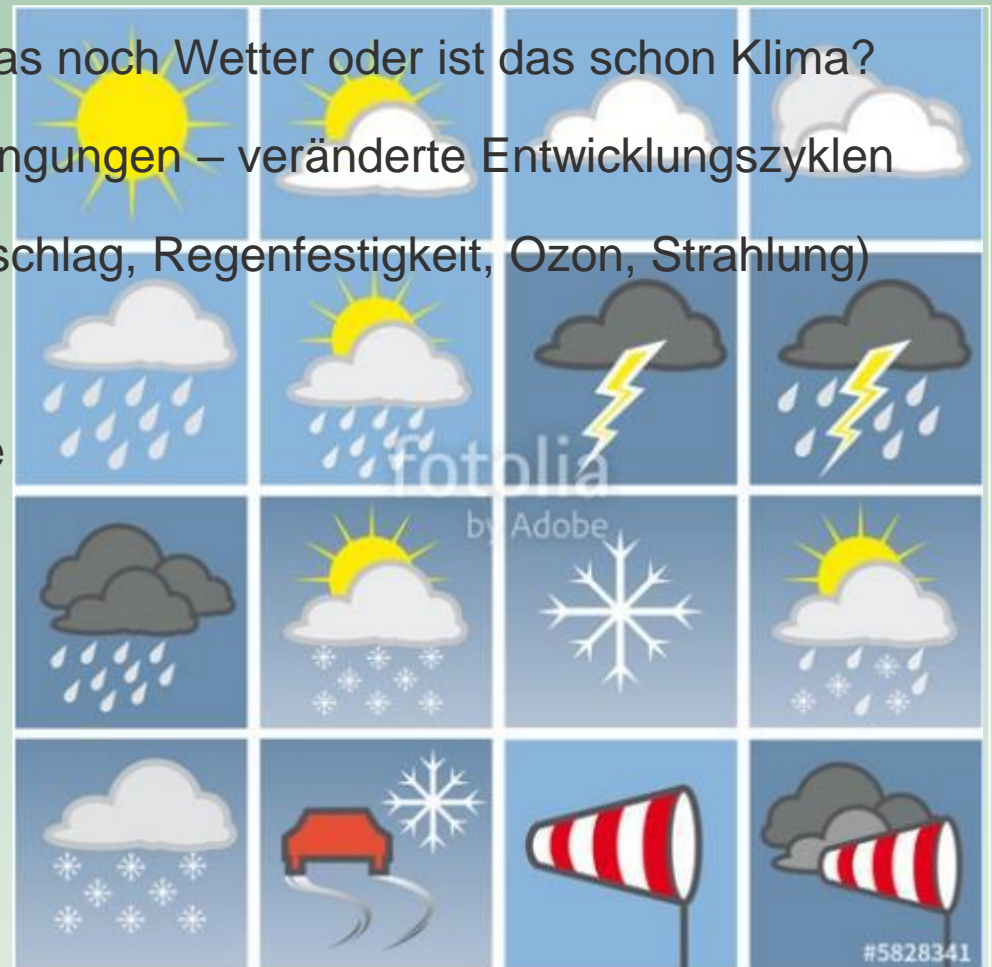 as noch Wetter oder ist das schon Klima?
ngungen – veränderte Entwicklungszyklen
schlag, Regenfestigkeit, Ozon, Strahlung)
e
fotolia
by Adobe
#5828341